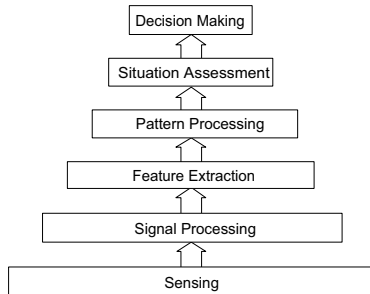 Decision Making
Situation Assessment
Pattern Processing
Feature Extraction
Signal Processing
Sensing